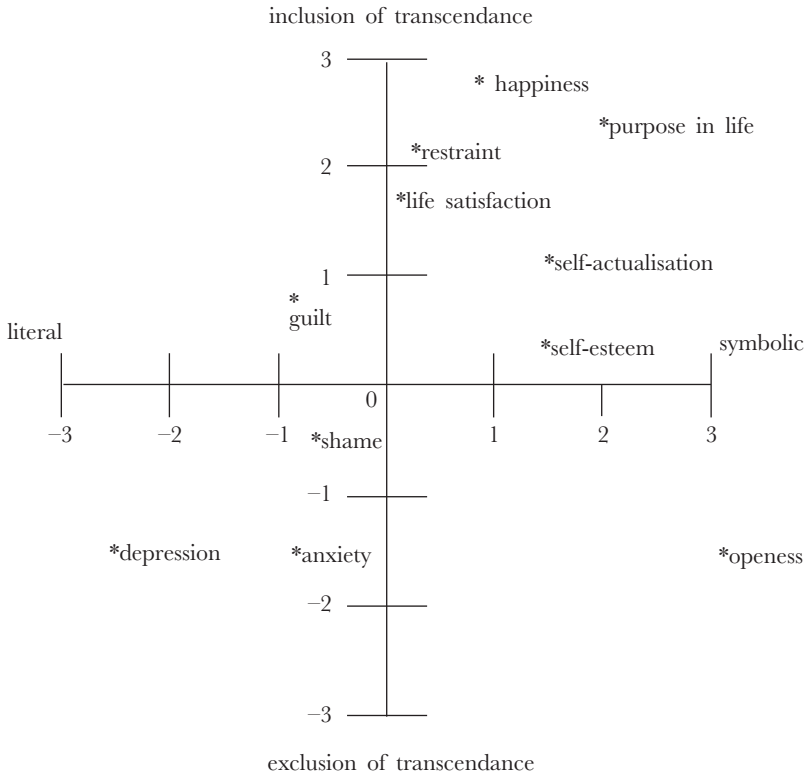 inclusion of transcendance
3
* happiness
*purpose in life
*restraint
2
*life satisfaction
*self-actualisation
1
*
guilt
literal
*self-esteem
symbolic
0
–3
–2
–1
1
2
3
*shame
–1
*depression
*anxiety
*openess
–2
–3
exclusion of transcendance